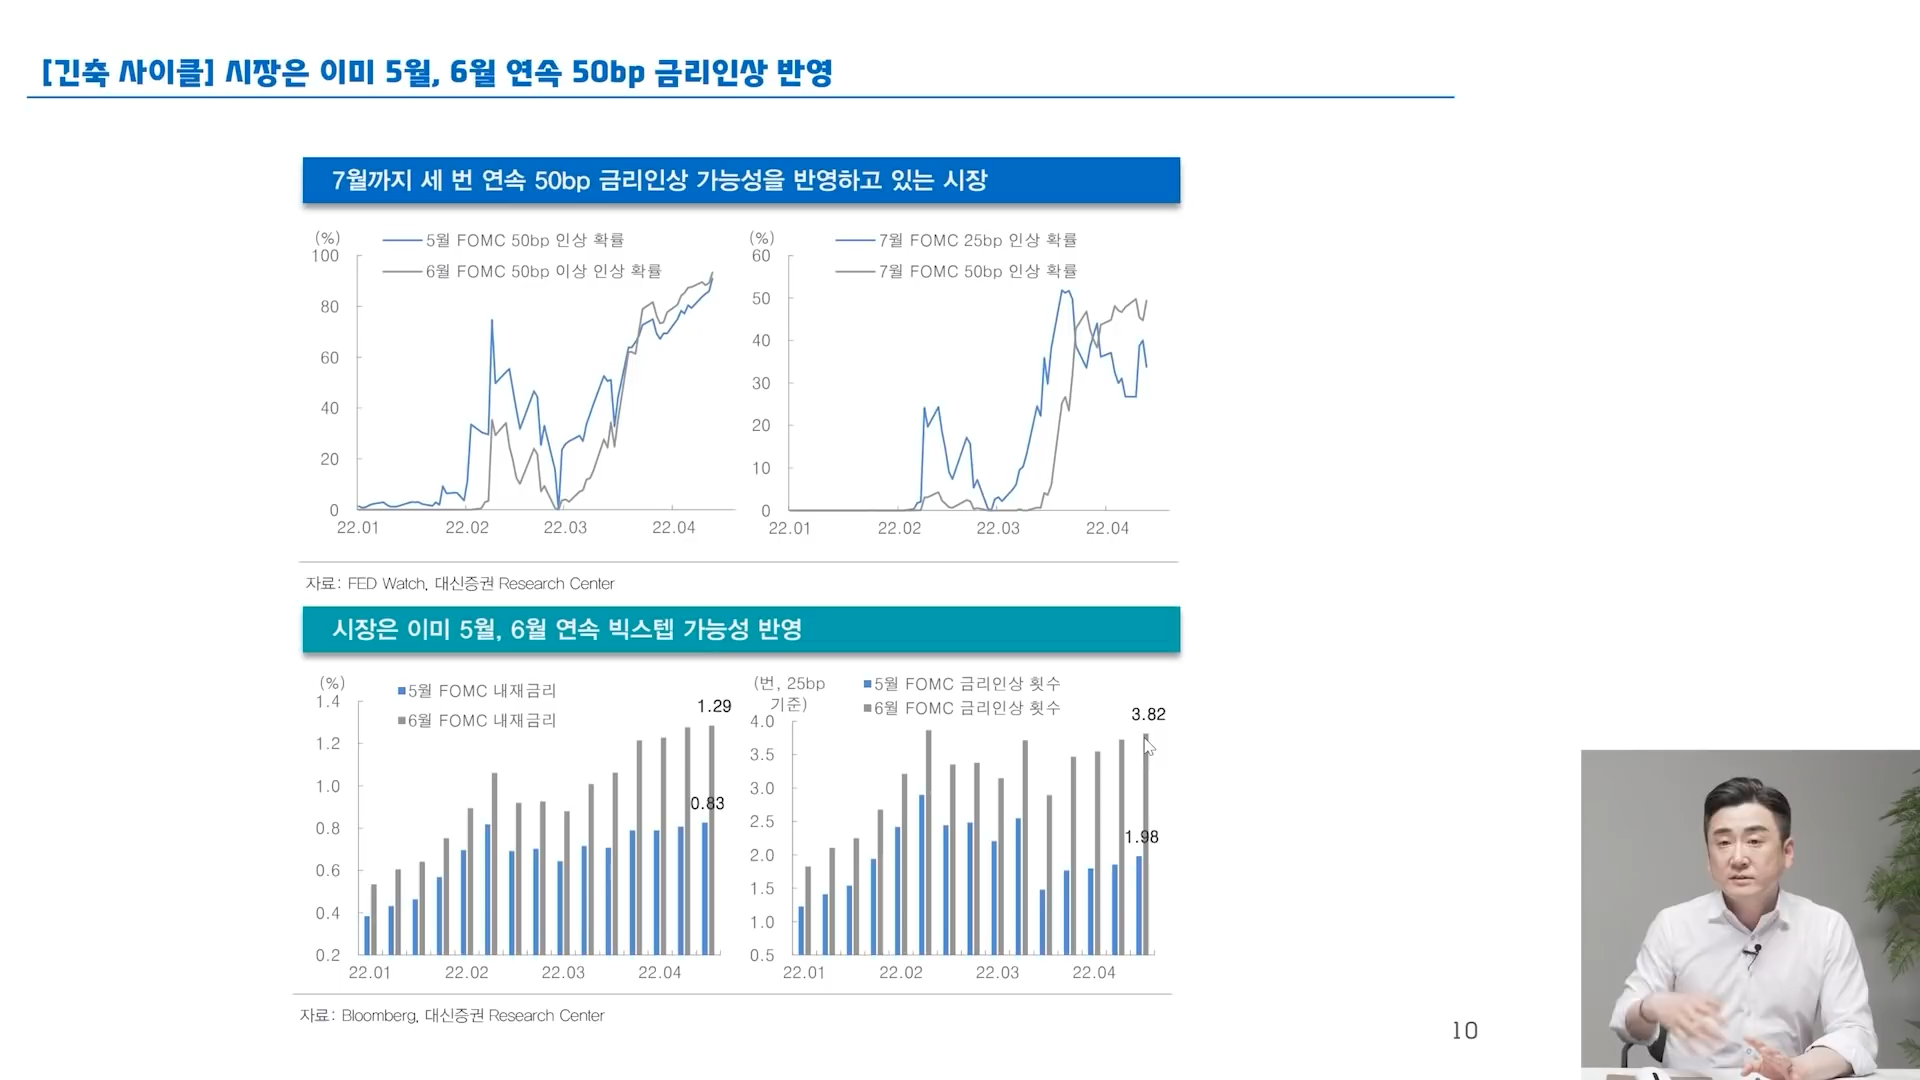 [긴축 사이클] 시장은 이미 5월, 6월 연속 50bp 금리인상 반영
7월까지 세 번 연속 50bp 금리인상 가능성을 반영하고 있는 시장
(%)
5월 FOMC 50bp 인상 확률
6월 FOMC 50bp 이상 인상 확률
100
80
60
40
20
0
22.01 22.02 22.03 22.04
(%)
7월 FOMC 25bp 인상 확률
7월 FOMC 50bp 인상 확률
60
50
40
30
20
10
0
22.01 22.02 22.03 22.04
자료: FED Watch, 대신증권 Research Center
시장은 이미 5월, 6월 연속 빅스텝 가능성 반영
(%)
5월 FOMC 내재금리
6월 FOMC 내재금리
1.4
1.2
1.0
0.8
0.6
0.4
0.2
1.29
0.83
22.01 22.02 22.03 22.04
(번, 25bp
기준)
5월 FOMC 금리인상 횟수
6월 FOMC 금리인상 횟수
4.0
3.5
3.0
2.5
2.0
1.5
1.0
0.5
3.82
1.98
22.01 22.02 22.03 22.04
자료: Bloomberg, 대신증권 Research Center
10